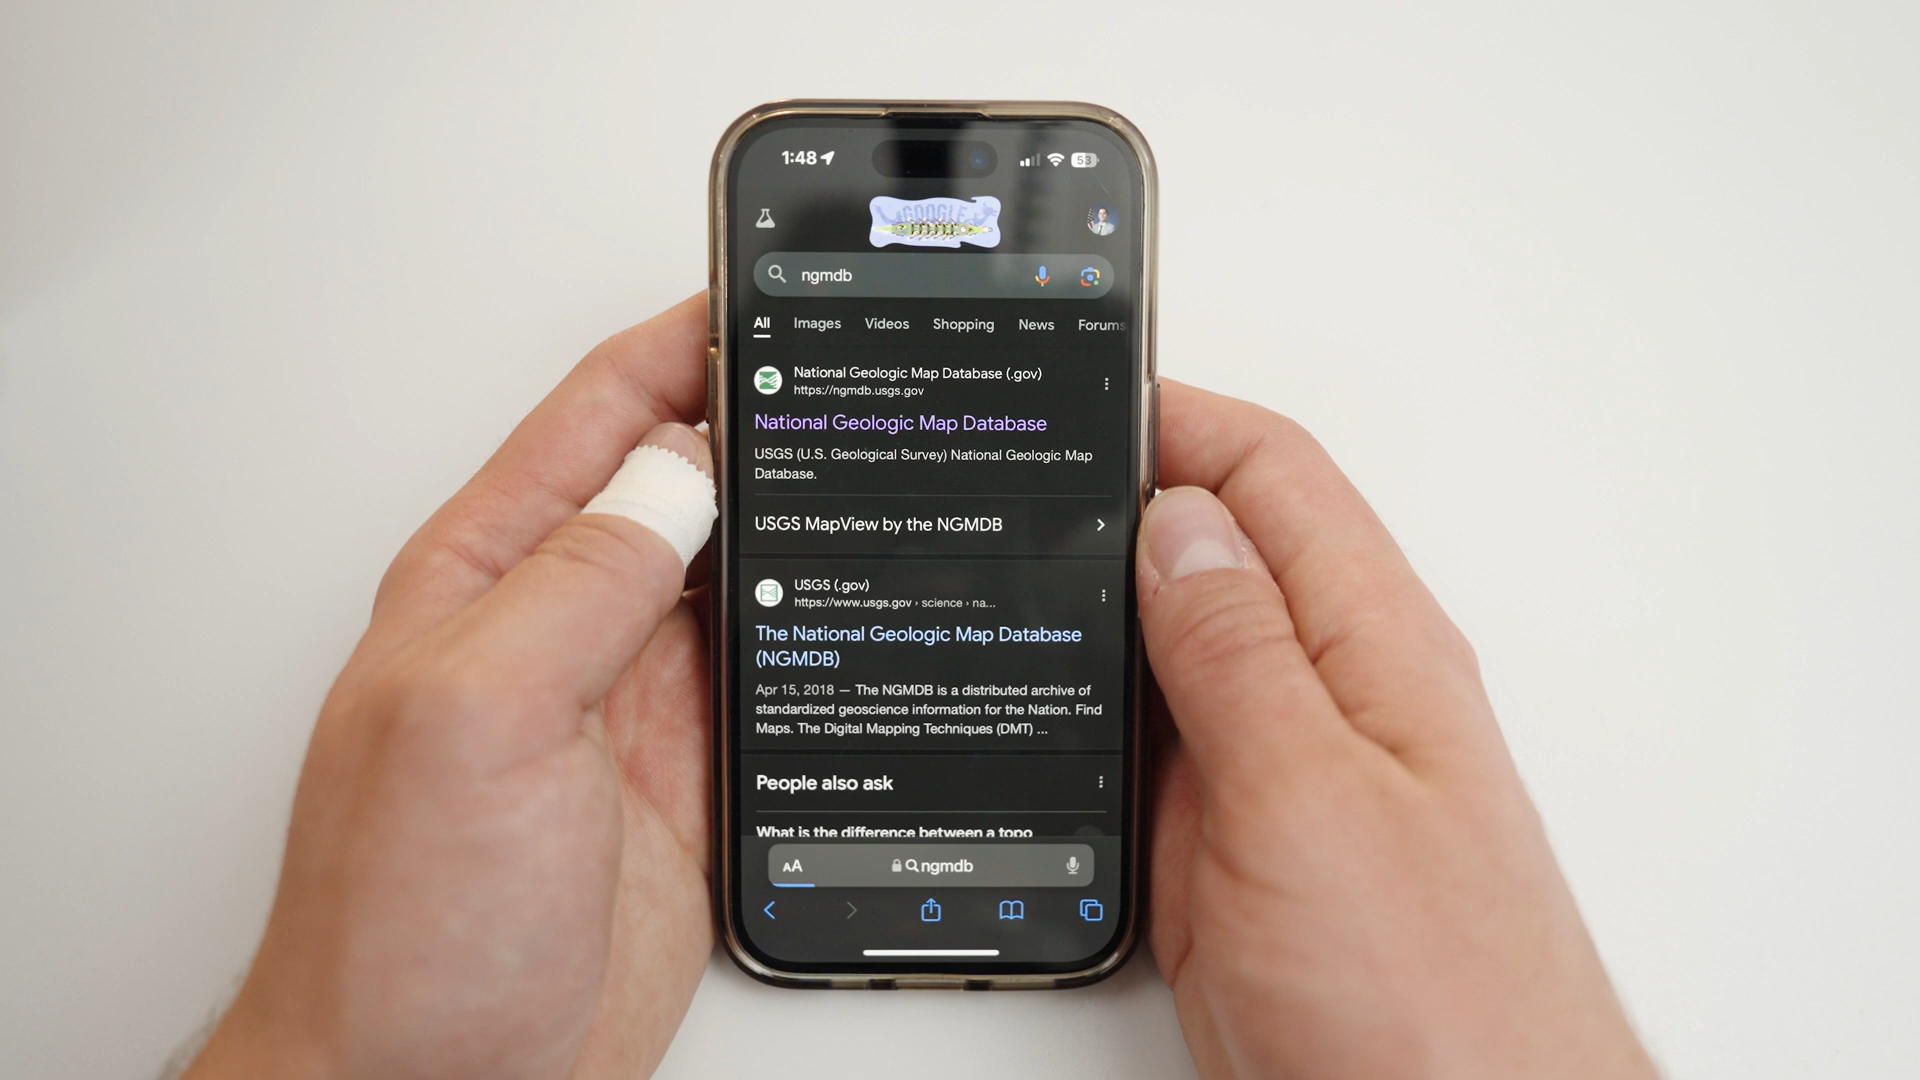 1:48
53
GOOGLE
ngmdb
All Images Videos Shopping News Forums
National Geologic Map Database (.gov)
https://ngmdb.usgs.gov
National Geologic Map Database
USGS (U.S. Geological Survey) National Geologic Map
Database.
USGS MapView by the NGMDB
USGS (.gov)
https://www.usgs.gov › science › na...
The National Geologic Map Database
(NGMDB)
Apr 15, 2018 — The NGMDB is a distributed archive of
standardized geoscience information for the Nation. Find
Maps. The Digital Mapping Techniques (DMT) ...
People also ask
What is the difference between a topo
AA ngmdb